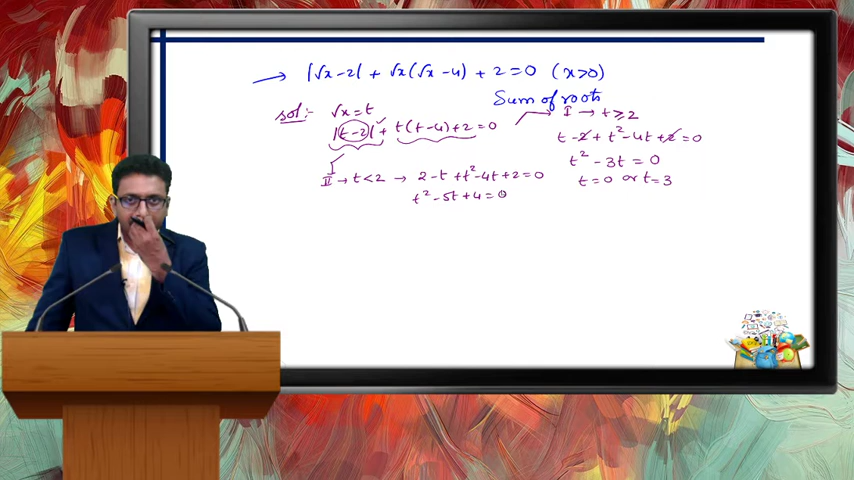 → |√x-2| + √x(√x-4) + 2 = 0 (x>0)
Sum of roots
Sol:- √x = t
|t-2| + t(t-4)+2 = 0
I → t ≥ 2
t - 2 + t² - 4t + 2 = 0
t² - 3t = 0
t = 0 or t = 3
II → t < 2 → 2 - t + t² - 4t + 2 = 0
t² - 5t + 4 = 0